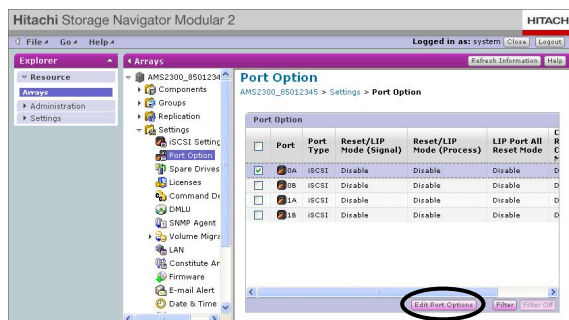 Hitachi Storage Navigator Modular 2
HITACH
File Go Help
Logged in as: system Close Logout
Explorer
Arrays
Refresh Information Help
Resource
Arrays
Administration
Settings
AMS2300_8501234
Components
Groups
Replication
Settings
iSCSI Setting
Port Option
Spare Drives
Licenses
Command De
DMLU
SNMP Agent
Volume Migra
LAN
Constitute Ar
Firmware
E-mail Alert
Date & Time
Port Option
AMS2300_85012345 > Settings > Port Option
Port Option
Port Port Type Reset/LIP Mode (Signal) Reset/LIP Mode (Process) LIP Port All Reset Mode
0A iSCSI Disable Disable Disable D
0B iSCSI Disable Disable Disable D
1A iSCSI Disable Disable Disable D
1B iSCSI Disable Disable Disable D
Edit Port Options Filter Filter Off